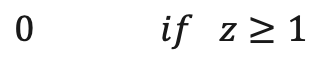 0 if z ≥ 1